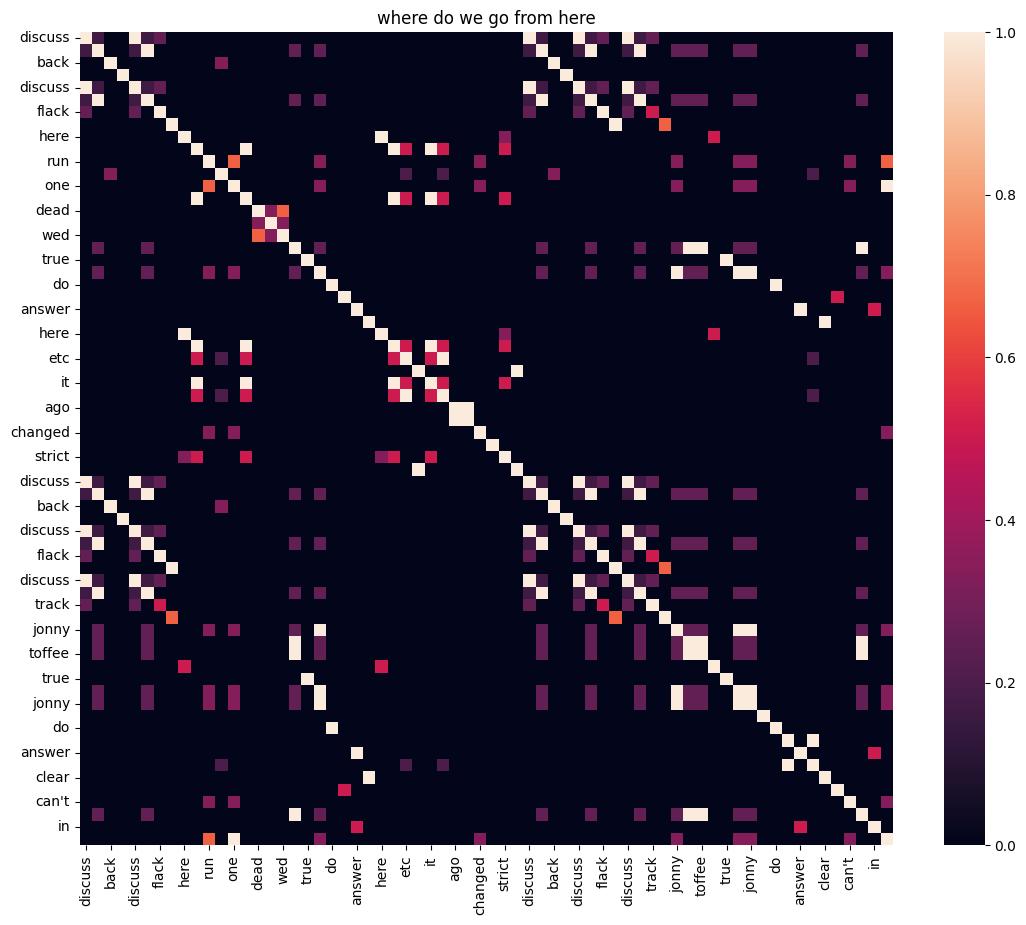 where do we go from here
discuss
back
discuss
flack
here
run
one
dead
wed
true
do
answer
here
etc
it
ago
changed
strict
discuss
back
discuss
flack
discuss
track
jonny
toffee
true
jonny
do
answer
clear
can't
in
discuss back discuss flack here run one dead wed true do answer here etc it ago changed strict discuss back discuss flack discuss track jonny toffee true jonny do answer clear can't in
1.0
0.8
0.6
0.4
0.2
0.0